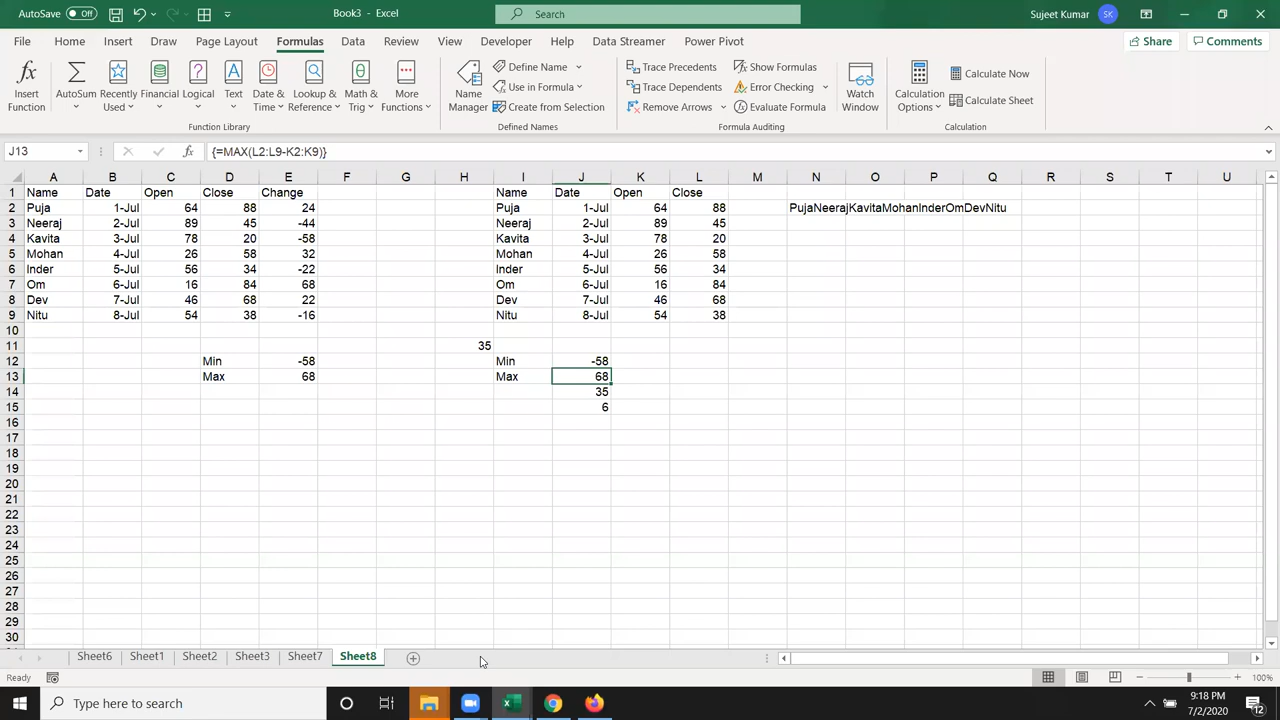 AutoSave Off Book3 - Excel Search Sujeet Kumar SK
File Home Insert Draw Page Layout Formulas Data Review View Developer Help Data Streamer Power Pivot Share Comments
Insert Function
AutoSum
Recently Used
Financial
Logical
Text
Date & Time
Lookup & Reference
Math & Trig
More Functions
Function Library
Name Manager
Define Name
Use in Formula
Create from Selection
Defined Names
Trace Precedents
Trace Dependents
Remove Arrows
Show Formulas
Error Checking
Evaluate Formula
Formula Auditing
Watch Window
Calculation Options
Calculate Now
Calculate Sheet
Calculation
J13 fx {=MAX(L2:L9-K2:K9)}
A B C D E F G H I J K L M N O P Q R S T U
1 Name Date Open Close Change Name Date Open Close
2 Puja 1-Jul 64 88 24 Puja 1-Jul 64 88 PujaNeerajKavitaMohanInderOmDevNitu
3 Neeraj 2-Jul 89 45 -44 Neeraj 2-Jul 89 45
4 Kavita 3-Jul 78 20 -58 Kavita 3-Jul 78 20
5 Mohan 4-Jul 26 58 32 Mohan 4-Jul 26 58
6 Inder 5-Jul 56 34 -22 Inder 5-Jul 56 34
7 Om 6-Jul 16 84 68 Om 6-Jul 16 84
8 Dev 7-Jul 46 68 22 Dev 7-Jul 46 68
9 Nitu 8-Jul 54 38 -16 Nitu 8-Jul 54 38
10
11 35
12 Min -58 Min -58
13 Max 68 Max 68
14 35
15 6
16
17
18
19
20
21
22
23
24
25
26
27
28
29
30
Sheet6 Sheet1 Sheet2 Sheet3 Sheet7 Sheet8
Ready 100%
Type here to search
9:18 PM
7/2/2020
12